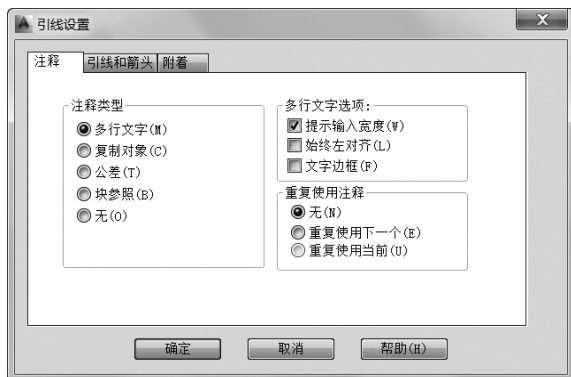 引线设置
注释 引线和箭头 附着
注释类型
多行文字(M)
复制对象(C)
公差(T)
块参照(B)
无(O)
多行文字选项:
提示输入宽度(W)
始终左对齐(L)
文字边框(F)
重复使用注释
无(N)
重复使用下一个(E)
重复使用当前(U)
确定 取消 帮助(H)